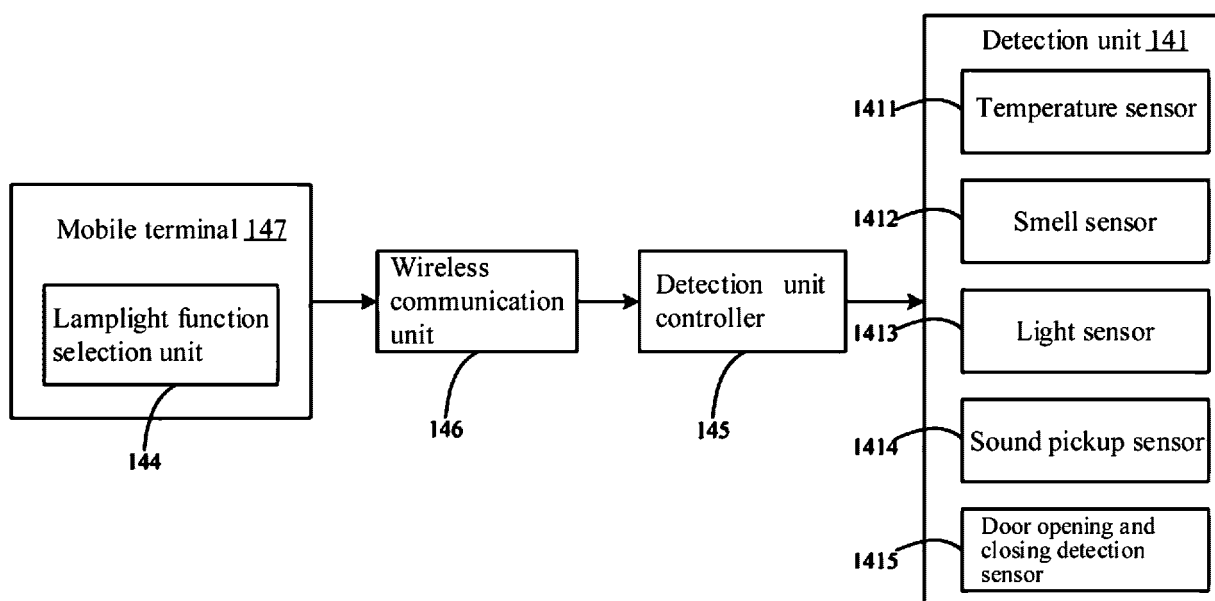 Detection unit 141
1411
Temperature sensor
1412
Smell sensor
Mobile terminal 147
Lamplight function
selection unit
144
Wireless
communication
unit
146
Detection unit
controller
145
1413
Light sensor
1414
Sound pickup sensor
1415
Door opening and
closing detection
sensor